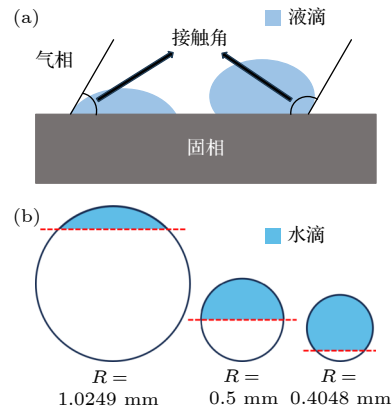 (a)
液滴
接触角
气相
固相
(b)
水滴
R =
1.0249 mm
R =
0.5 mm
R =
0.4048 mm